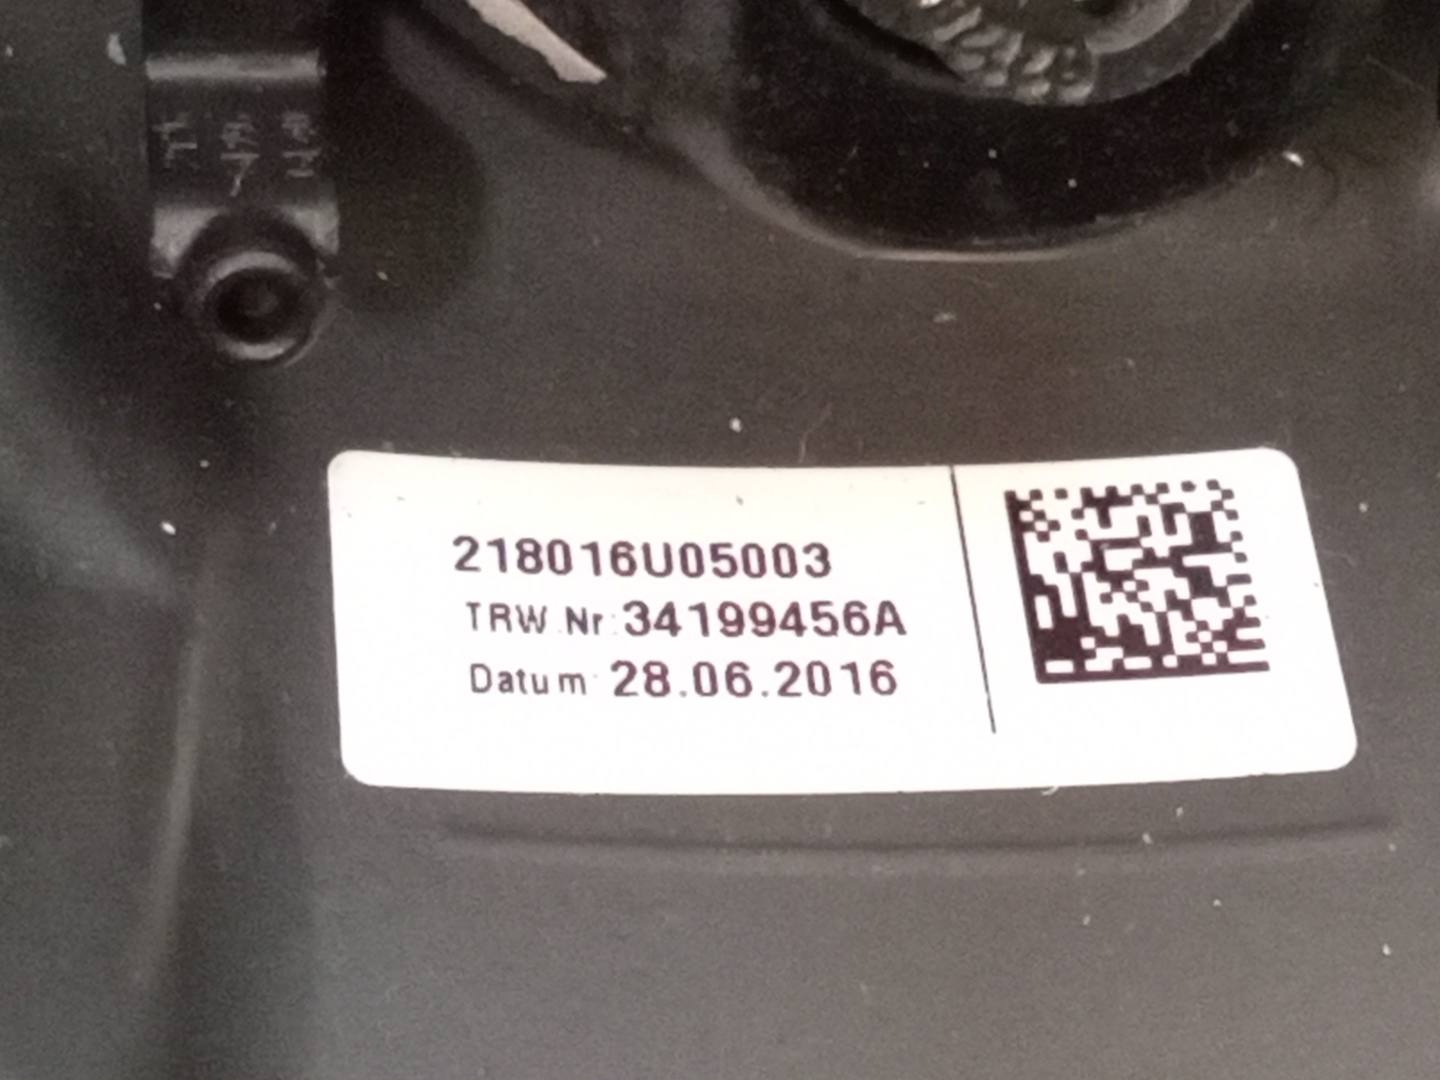 218016U05003
TRW Nr: 34199456A
Datum: 28.06.2016